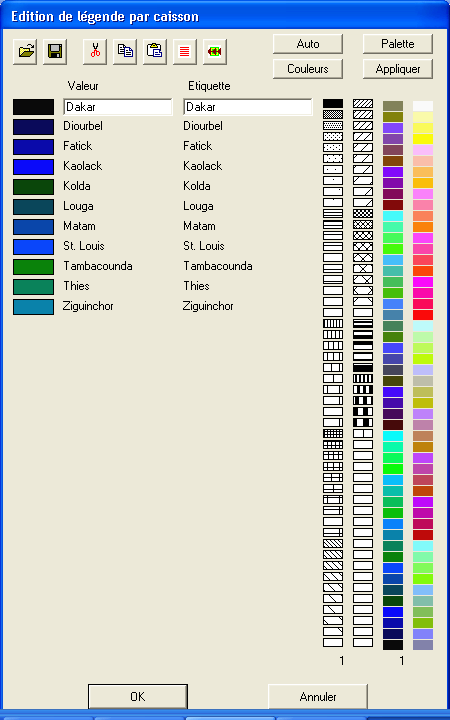 Edition de légende par caisson
Auto Palette
Couleurs Appliquer
Valeur Etiquette
Dakar Dakar
Diourbel Diourbel
Fatick Fatick
Kaolack Kaolack
Kolda Kolda
Louga Louga
Matam Matam
St. Louis St. Louis
Tambacounda Tambacounda
Thies Thies
Ziguinchor Ziguinchor
1 1
OK Annuler